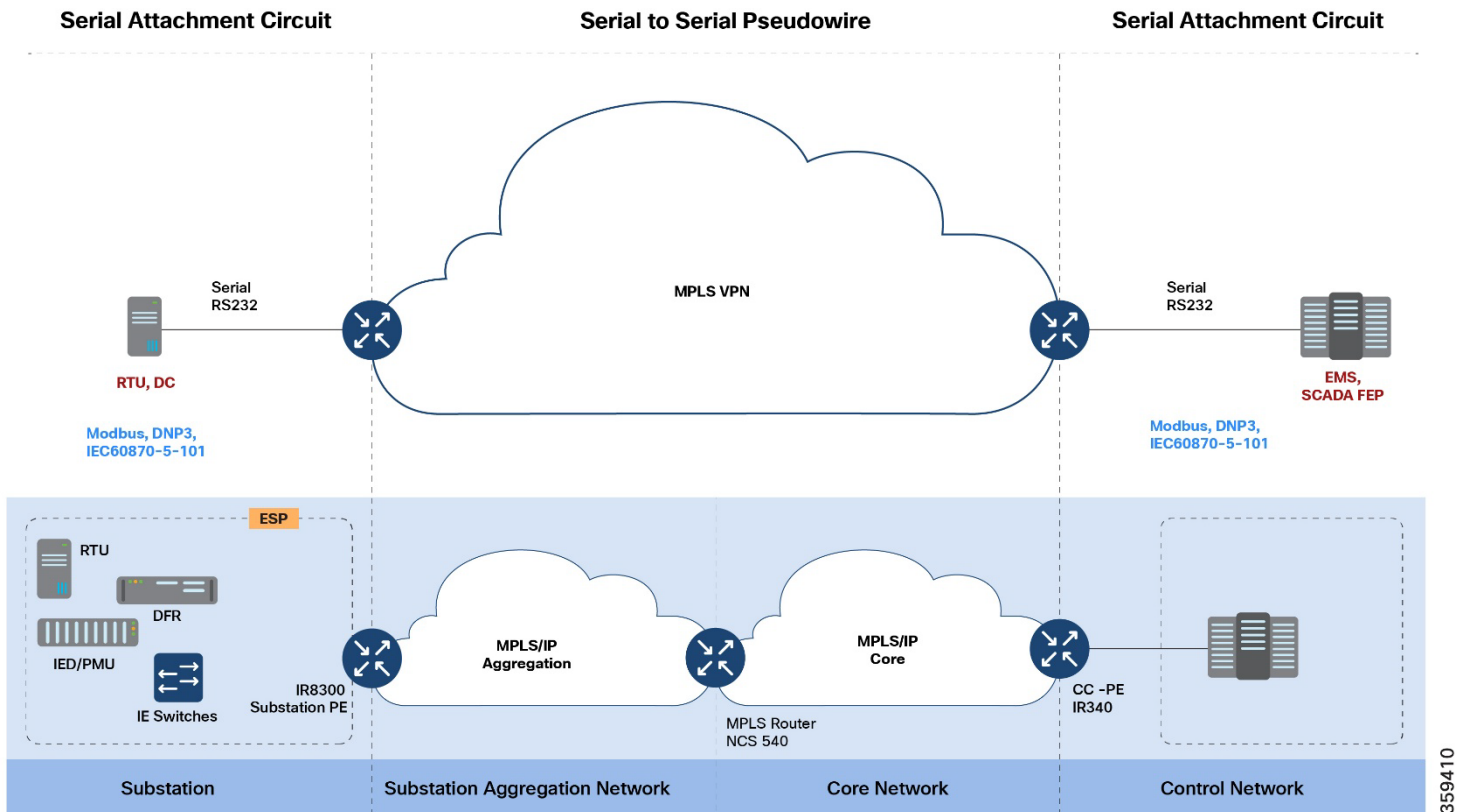 Serial Attachment Circuit
Serial to Serial Pseudowire
Serial Attachment Circuit
MPLS VPN
Serial
RS232
Serial
RS232
RTU, DC
EMS,
SCADA FEP
Modbus, DNP3,
IEC60870-5-101
Modbus, DNP3,
IEC60870-5-101
ESP
RTU
DFR
IED/PMU
IE Switches
IR8300
Substation PE
MPLS/IP
Aggregation
MPLS Router
NCS 540
MPLS/IP
Core
CC -PE
IR340
Substation
Substation Aggregation Network
Core Network
Control Network
359410